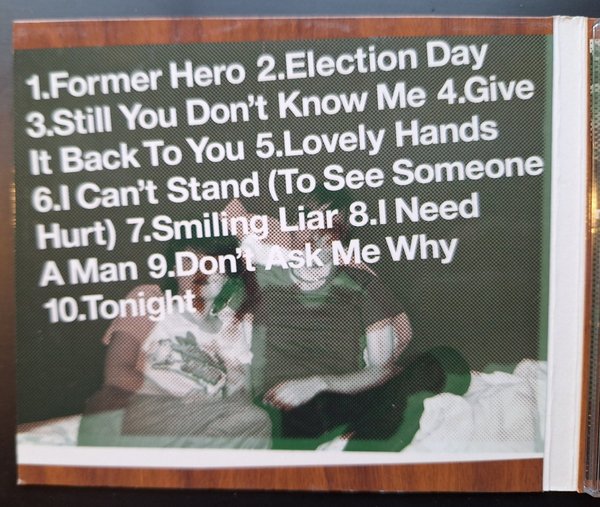 1.Former Hero 2.Election Day
3.Still You Don't Know Me 4.Give
It Back To You 5.Lovely Hands
6.I Can't Stand (To See Someone
Hurt) 7.Smiling Liar 8.I Need
A Man 9.Don't Ask Me Why
10.Tonight